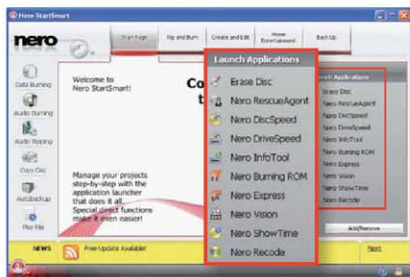 Nero StartSmart
nero
Start Page
Rip and Burn
Create and Edit
Home Entertainment
Back Up
Data Burning
Audio Burning
Audio Ripping
Copy Disc
AutoBackup
Play File
Welcome to
Nero StartSmart!
Co
t
Manage your projects
step-by-step with the
application launcher
that does it all.
Special direct functions
make it even easier!
Launch Applications
Erase Disc
Nero RescueAgent
Nero DiscSpeed
Nero DriveSpeed
Nero InfoTool
Nero Burning ROM
Nero Express
Nero Vision
Nero ShowTime
Nero Recode
Launch Applications
Erase Disc
Nero RescueAgent
Nero DiscSpeed
Nero DriveSpeed
Nero InfoTool
Nero Burning ROM
Nero Express
Nero Vision
Nero ShowTime
Nero Recode
Add/Remove
NEWS
Free Update Available!
Next